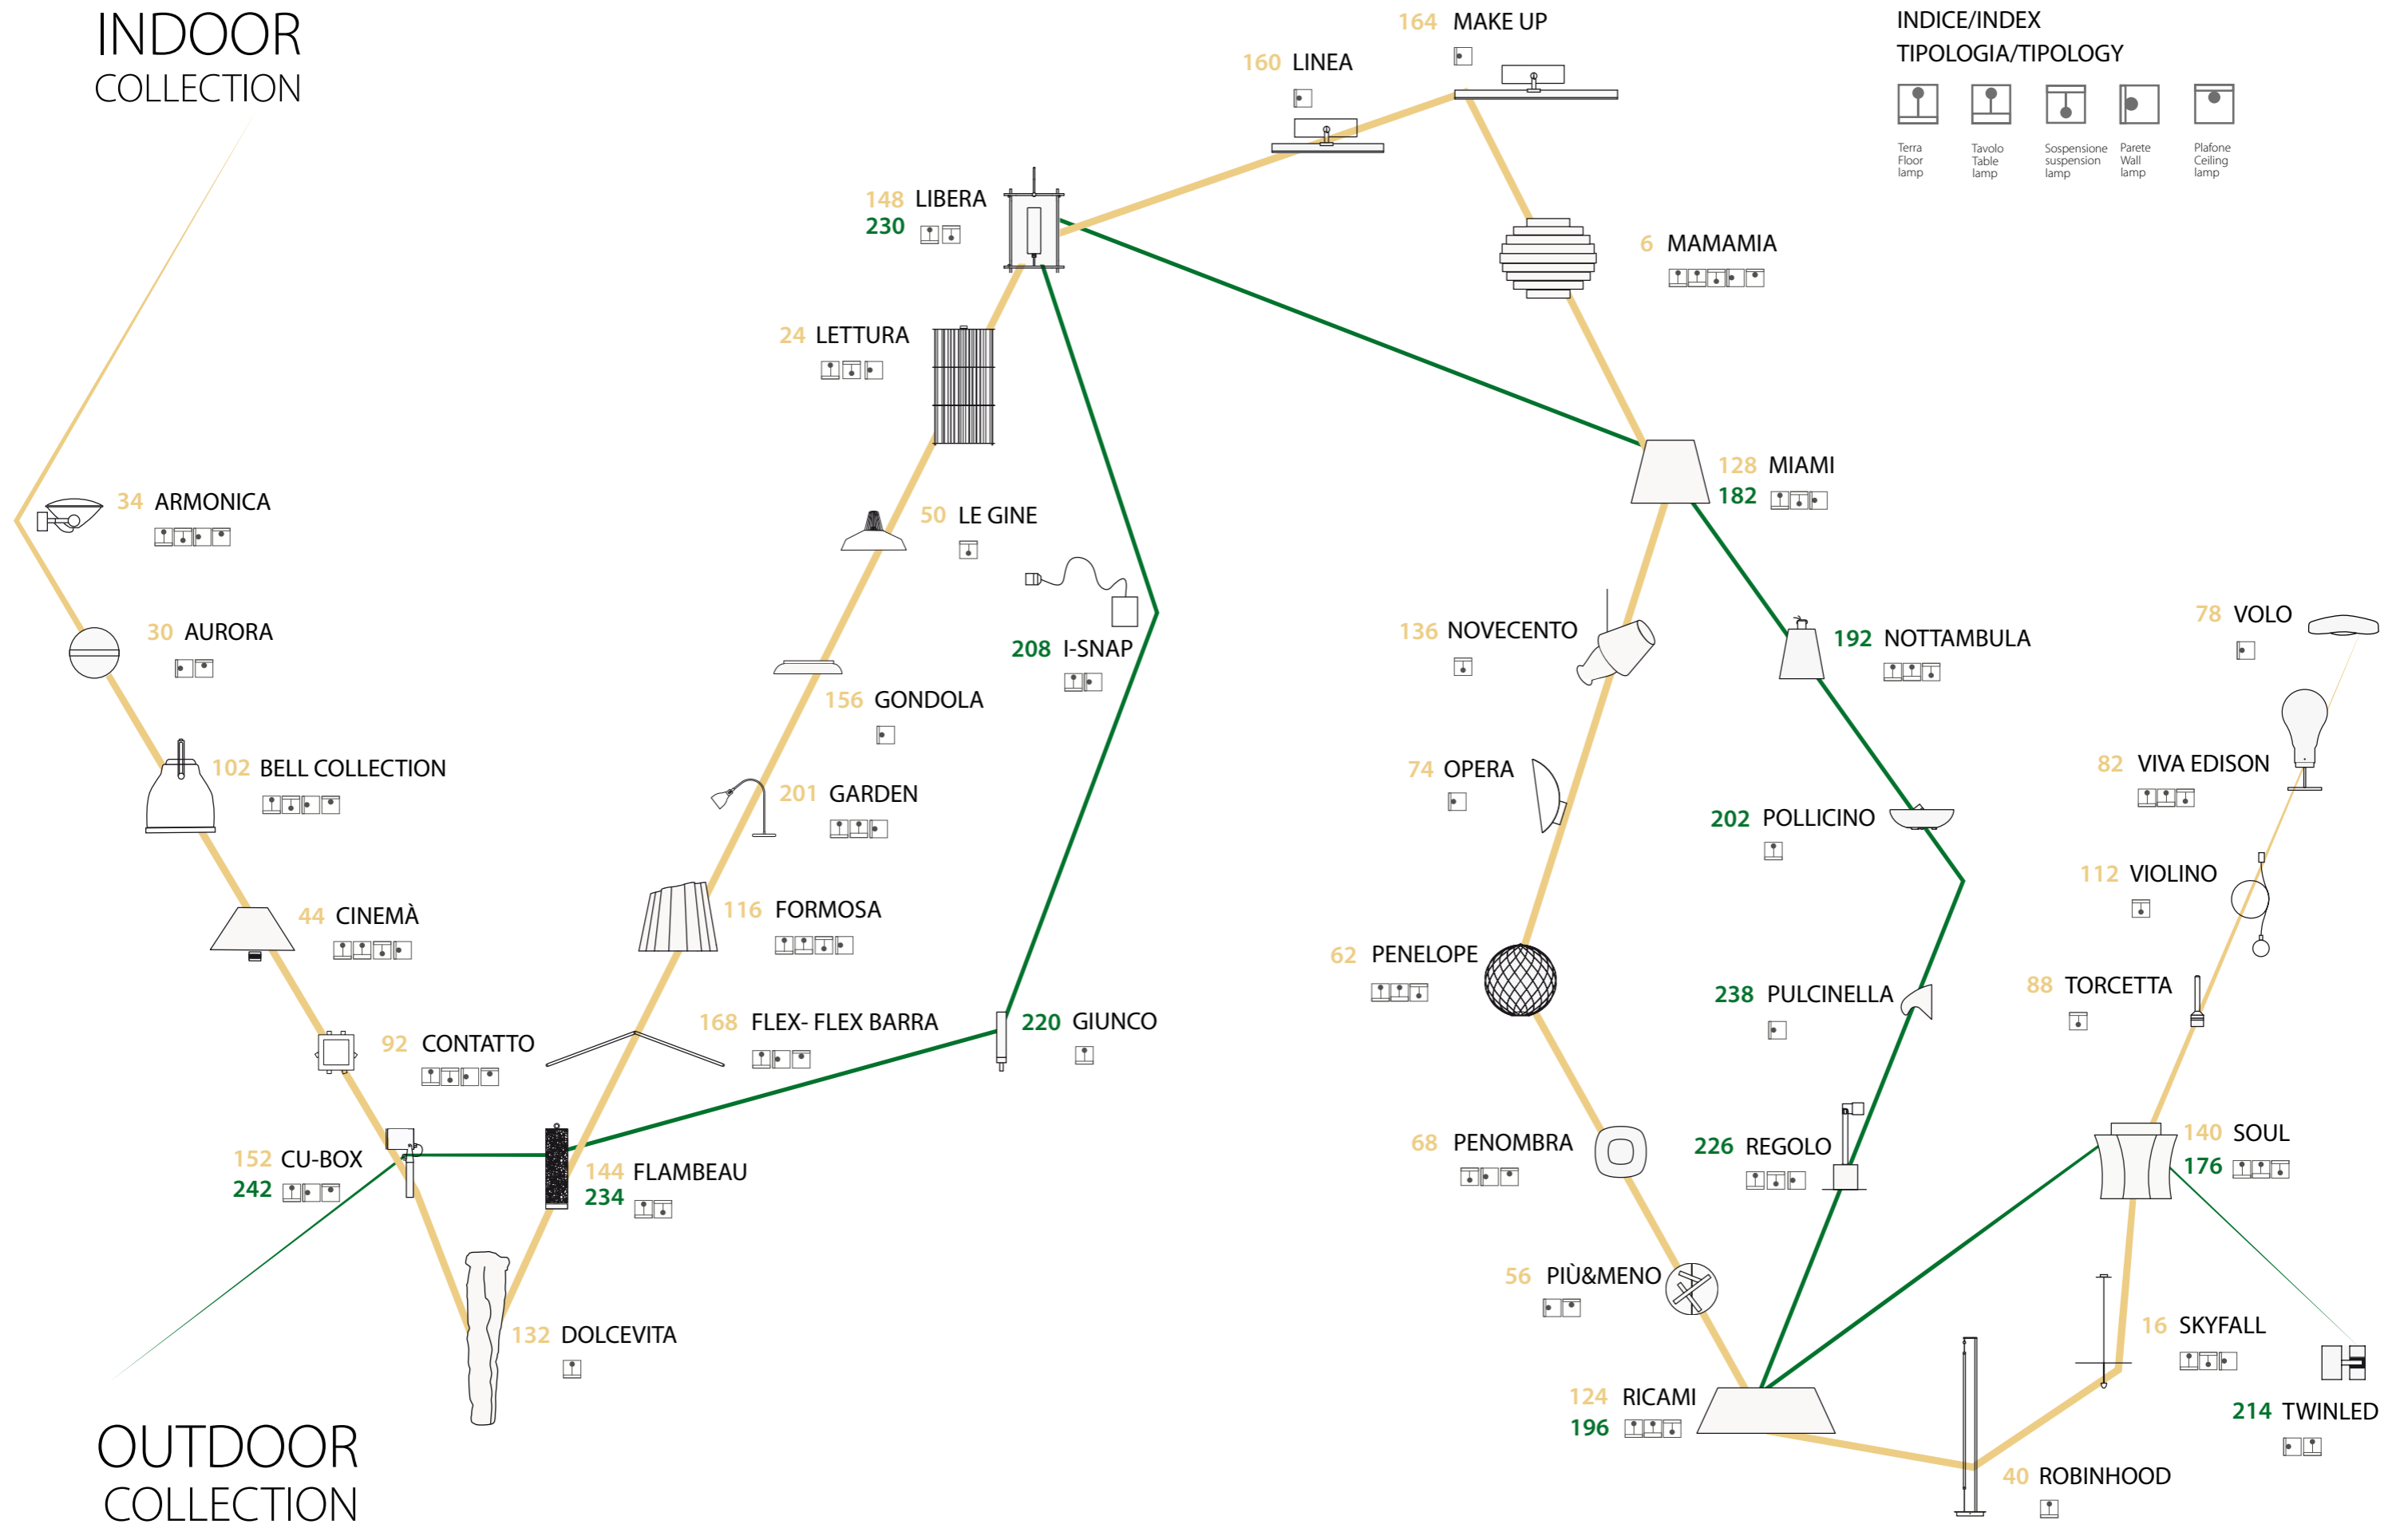 INDOOR
COLLECTION
INDICE/INDEX
TIPOLOGIA/TIPOLOGY
Terra
Floor
lamp
Tavolo
Table
lamp
Sospensione
suspension
lamp
Parete
Wall
lamp
Plafone
Ceiling
lamp
164 MAKE UP
160 LINEA
148 LIBERA
230
6 MAMAMIA
24 LETTURA
128 MIAMI
182
34 ARMONICA
50 LE GINE
30 AURORA
208 I-SNAP
136 NOVECENTO
192 NOTTAMBULA
78 VOLO
156 GONDOLA
102 BELL COLLECTION
201 GARDEN
74 OPERA
82 VIVA EDISON
202 POLLICINO
44 CINEMÀ
116 FORMOSA
112 VIOLINO
62 PENELOPE
238 PULCINELLA
88 TORCETTA
92 CONTATTO
168 FLEX- FLEX BARRA
220 GIUNCO
152 CU-BOX
242
144 FLAMBEAU
234
68 PENOMBRA
226 REGOLO
140 SOUL
176
56 PIÙ&MENO
132 DOLCEVITA
16 SKYFALL
124 RICAMI
196
214 TWINLED
40 ROBINHOOD
OUTDOOR
COLLECTION